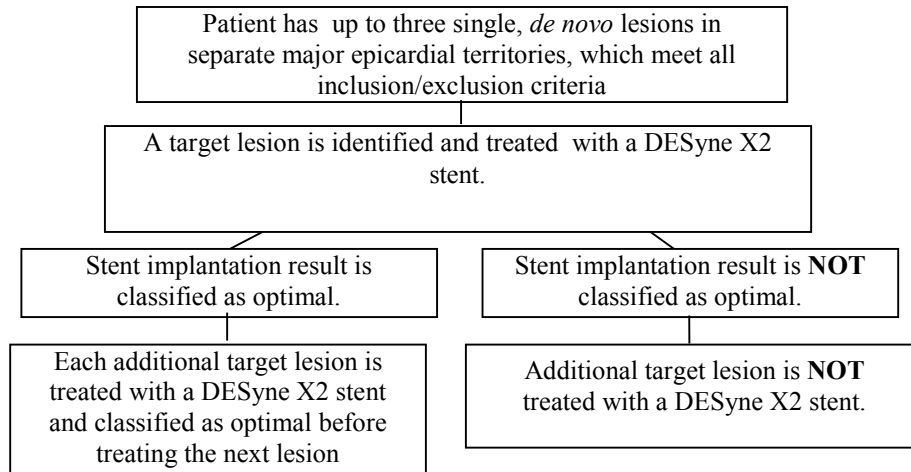 Patient has up to three single, de novo lesions in
separate major epicardial territories, which meet all
inclusion/exclusion criteria
A target lesion is identified and treated with a DESyne X2
stent.
Stent implantation result is
classified as optimal.
Stent implantation result is NOT
classified as optimal.
Each additional target lesion is
treated with a DESyne X2 stent
and classified as optimal before
treating the next lesion
Additional target lesion is NOT
treated with a DESyne X2 stent.